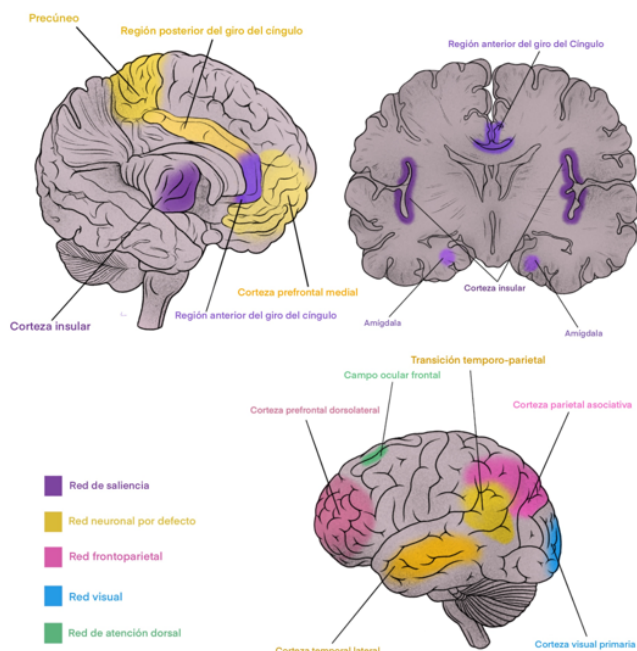 Precúneo
Región posterior del giro del cíngulo
Región anterior del giro del Cíngulo
Corteza prefrontal medial
Corteza insular
Región anterior del giro del cíngulo
Corteza insular
Amígdala
Amígdala
Transición temporo-parietal
Campo ocular frontal
Corteza prefrontal dorsolateral
Corteza parietal asociativa
Red de saliencia
Red neuronal por defecto
Red frontoparietal
Red visual
Red de atención dorsal
Corteza temporal lateral
Corteza visual primaria